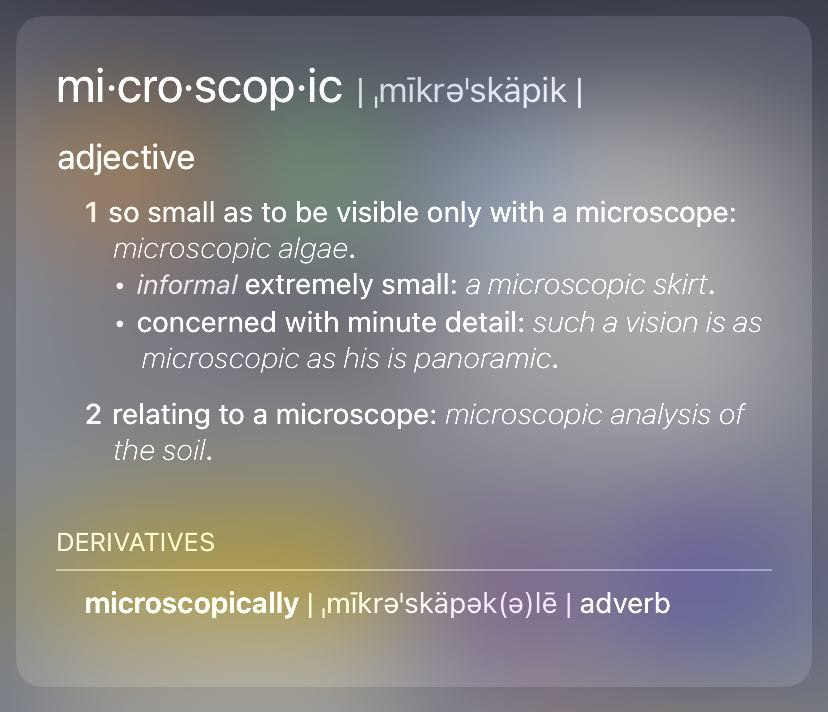 mi·cro·scop·ic | ˌmīkrəˈskäpik |
adjective
1 so small as to be visible only with a microscope:
microscopic algae.
• informal extremely small: a microscopic skirt.
• concerned with minute detail: such a vision is as
microscopic as his is panoramic.
2 relating to a microscope: microscopic analysis of
the soil.
DERIVATIVES
microscopically | ˌmīkrəˈskäpək(ə)lē | adverb